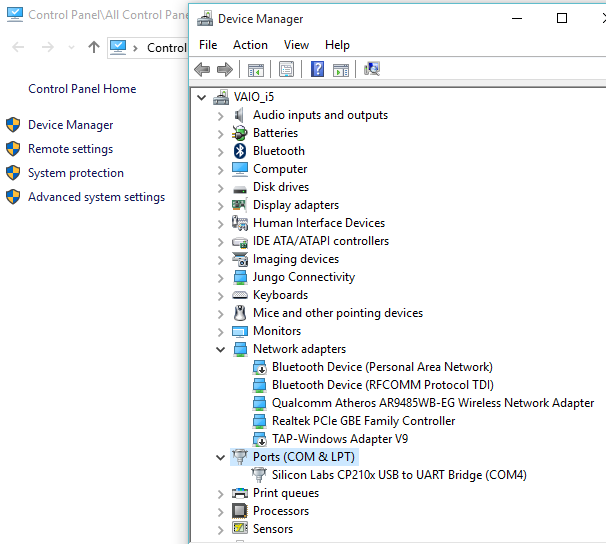 Control Panel\All Control Pane
Control
Control Panel Home
Device Manager
Remote settings
System protection
Advanced system settings
Device Manager
File Action View Help
VAIO_i5
Audio inputs and outputs
Batteries
Bluetooth
Computer
Disk drives
Display adapters
Human Interface Devices
IDE ATA/ATAPI controllers
Imaging devices
Jungo Connectivity
Keyboards
Mice and other pointing devices
Monitors
Network adapters
Bluetooth Device (Personal Area Network)
Bluetooth Device (RFCOMM Protocol TDI)
Qualcomm Atheros AR9485WB-EG Wireless Network Adapter
Realtek PCIe GBE Family Controller
TAP-Windows Adapter V9
Ports (COM & LPT)
Silicon Labs CP210x USB to UART Bridge (COM4)
Print queues
Processors
Sensors